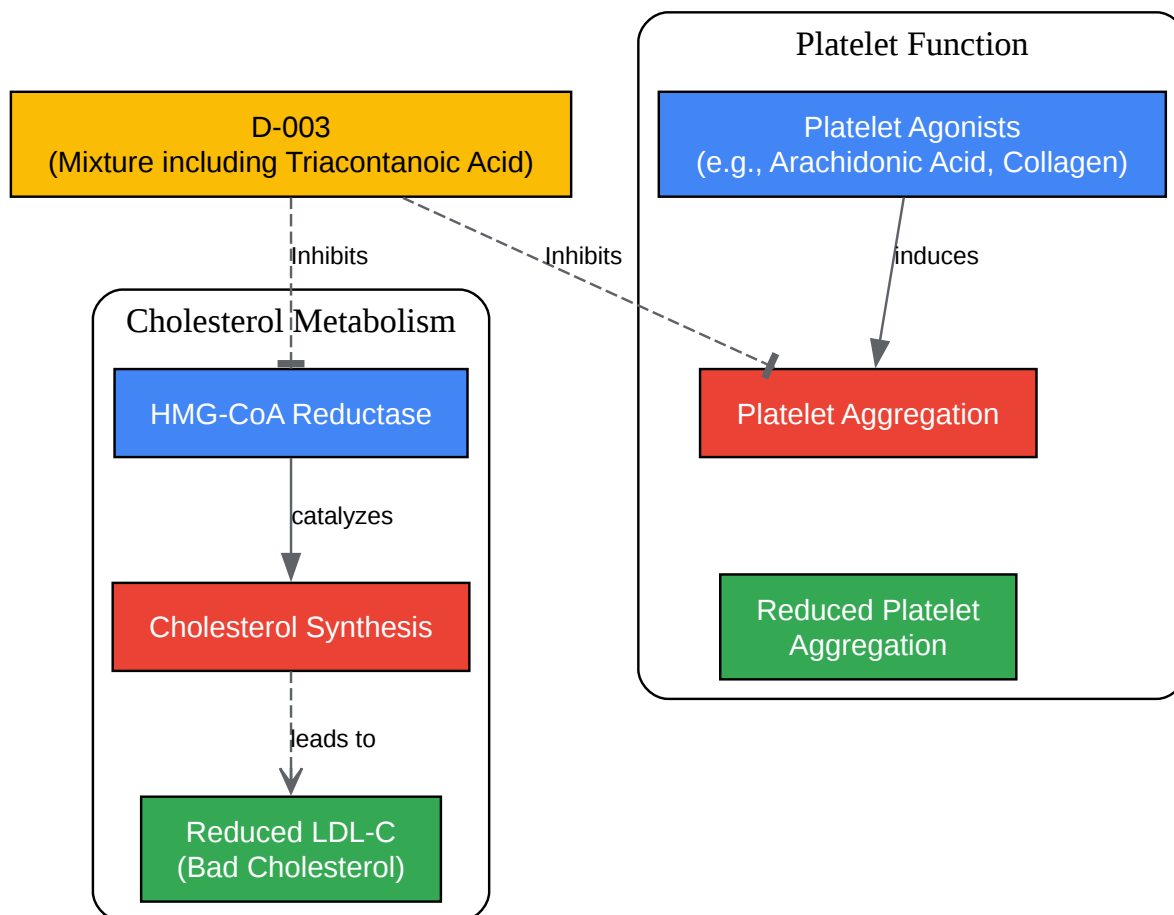 Platelet Function
D-003
(Mixture including Triacontanoic Acid)
Platelet Agonists
(e.g., Arachidonic Acid, Collagen)
Inhibits
Inhibits
induces
Cholesterol Metabolism
HMG-CoA Reductase
Platelet Aggregation
catalyzes
Cholesterol Synthesis
Reduced Platelet
Aggregation
leads to
Reduced LDL-C
(Bad Cholesterol)